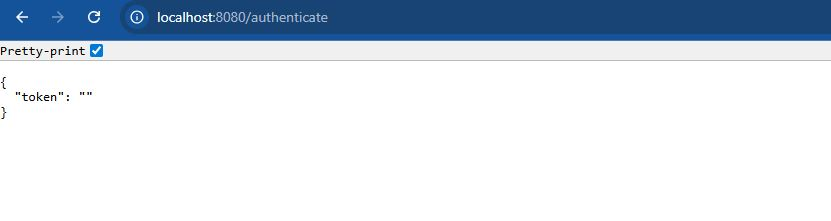 localhost:8080/authenticate
Pretty-print
{
"token": ""
}